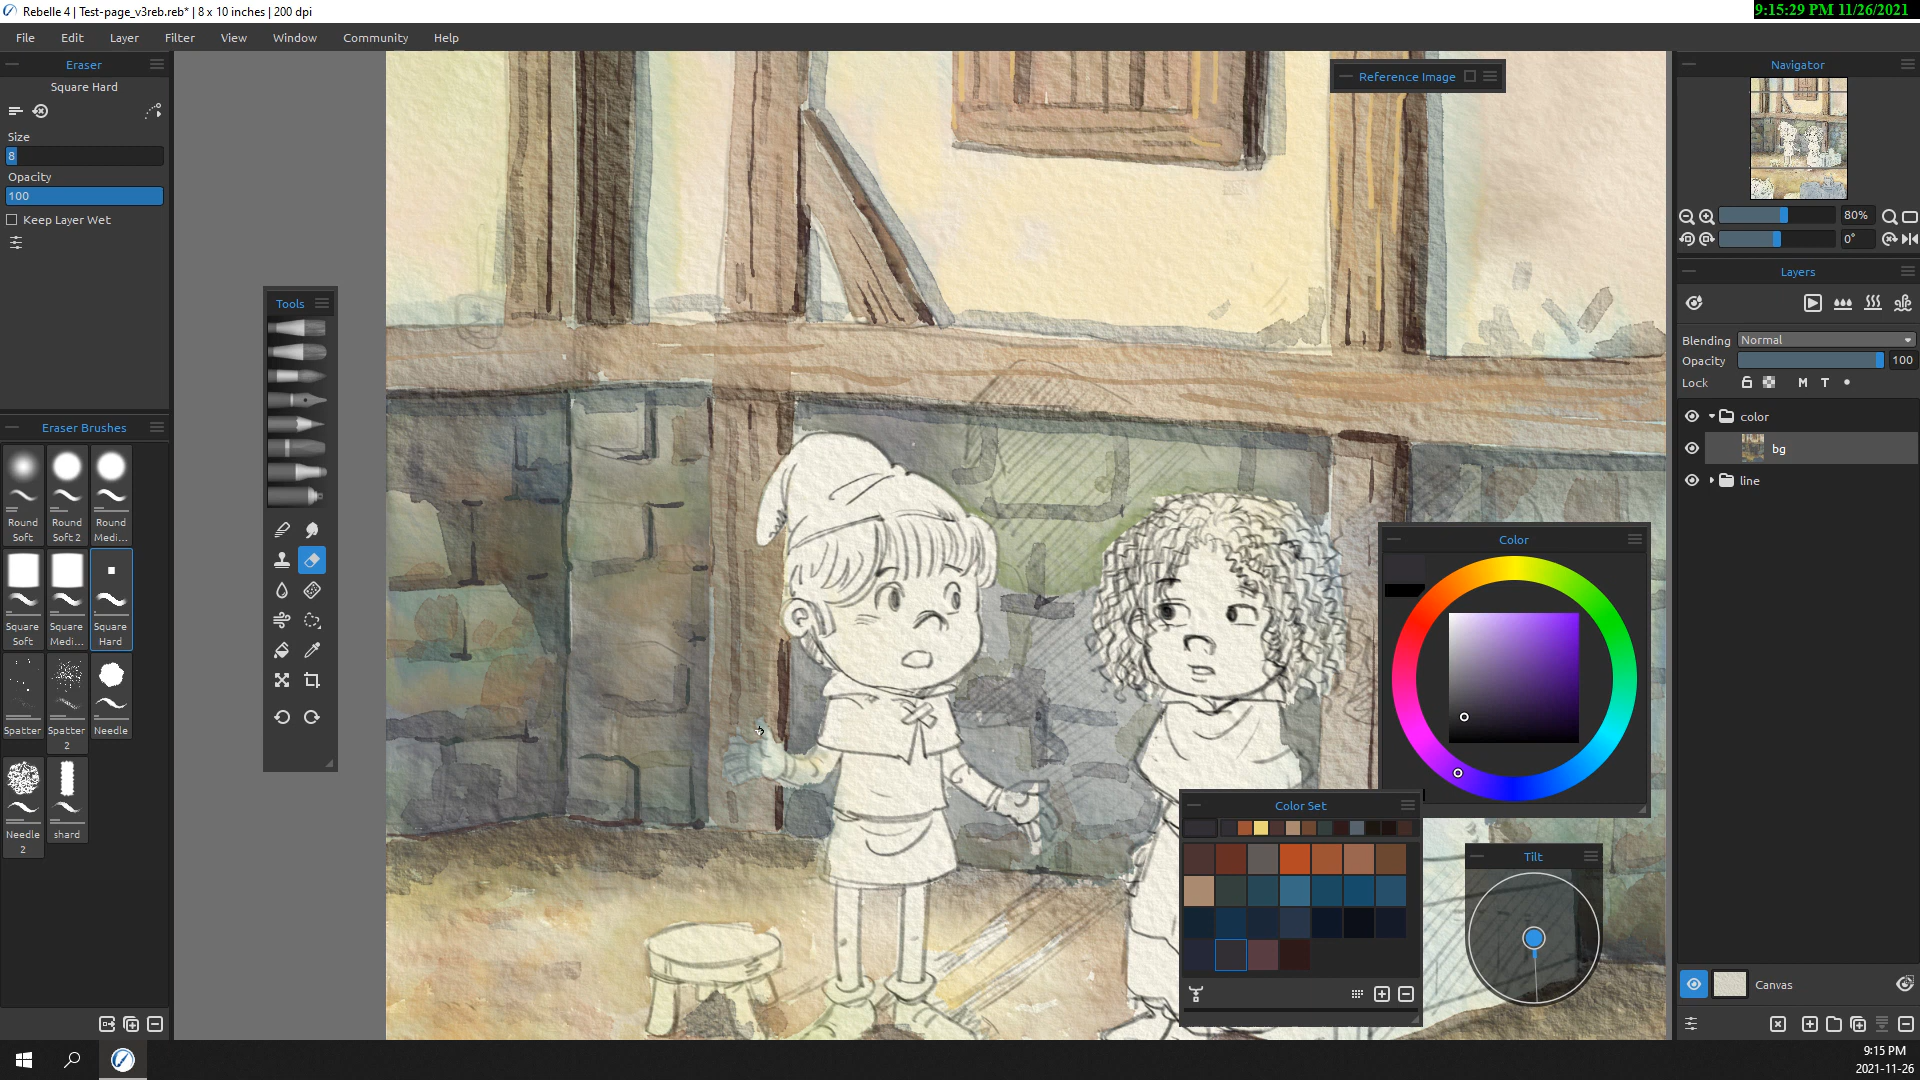 Rebelle 4 | Test-page_v3reb.reb* | 8 x 10 inches | 200 dpi
9:15:29 PM 11/26/2021
File Edit Layer Filter View Window Community Help
Eraser
Square Hard
Size
8
Opacity
100
Keep Layer Wet
Eraser Brushes
Round Soft
Round Soft 2
Round Medi...
Square Soft
Square Medi...
Square Hard
Spatter
Spatter 2
Needle
Needle 2
shard
Tools
Reference Image
Color
Color Set
Tilt
Navigator
80%
0°
Layers
Blending Normal
Opacity 100
Lock M T
color
bg
line
Canvas
9:15 PM
2021-11-26